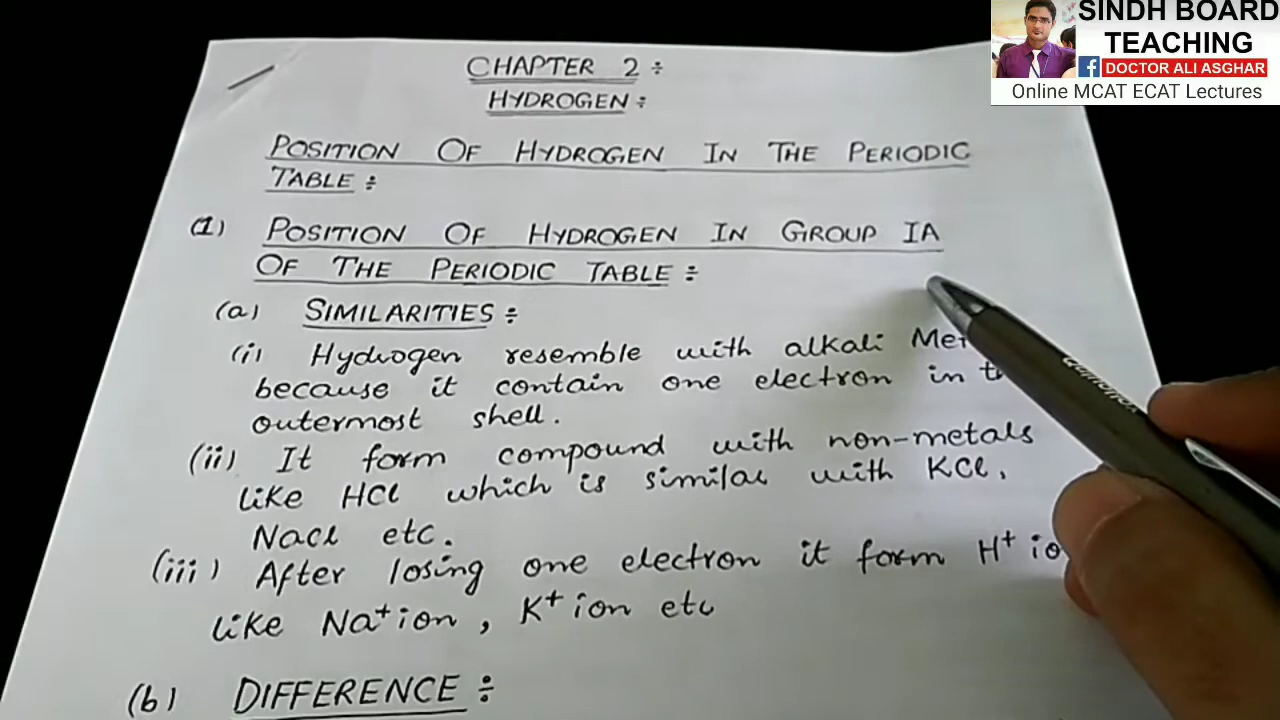 SINDH BOARD
TEACHING
f DOCTOR ALI ASGHAR
Online MCAT ECAT Lectures
CHAPTER 2 ÷
HYDROGEN ÷
POSITION OF HYDROGEN IN THE PERIODIC
TABLE ÷
(1) POSITION OF HYDROGEN IN GROUP IA
OF THE PERIODIC TABLE ÷
(a) SIMILARITIES ÷
(i) Hydrogen resemble with alkali
because it contain one electron in
outermost shell.
(ii) It form compound with non-metals
like HCl which is similar with KCl,
NaCl etc.
(iii) After losing one electron it form H+
like Na+ ion, K+ ion etc
(b) DIFFERENCE ÷